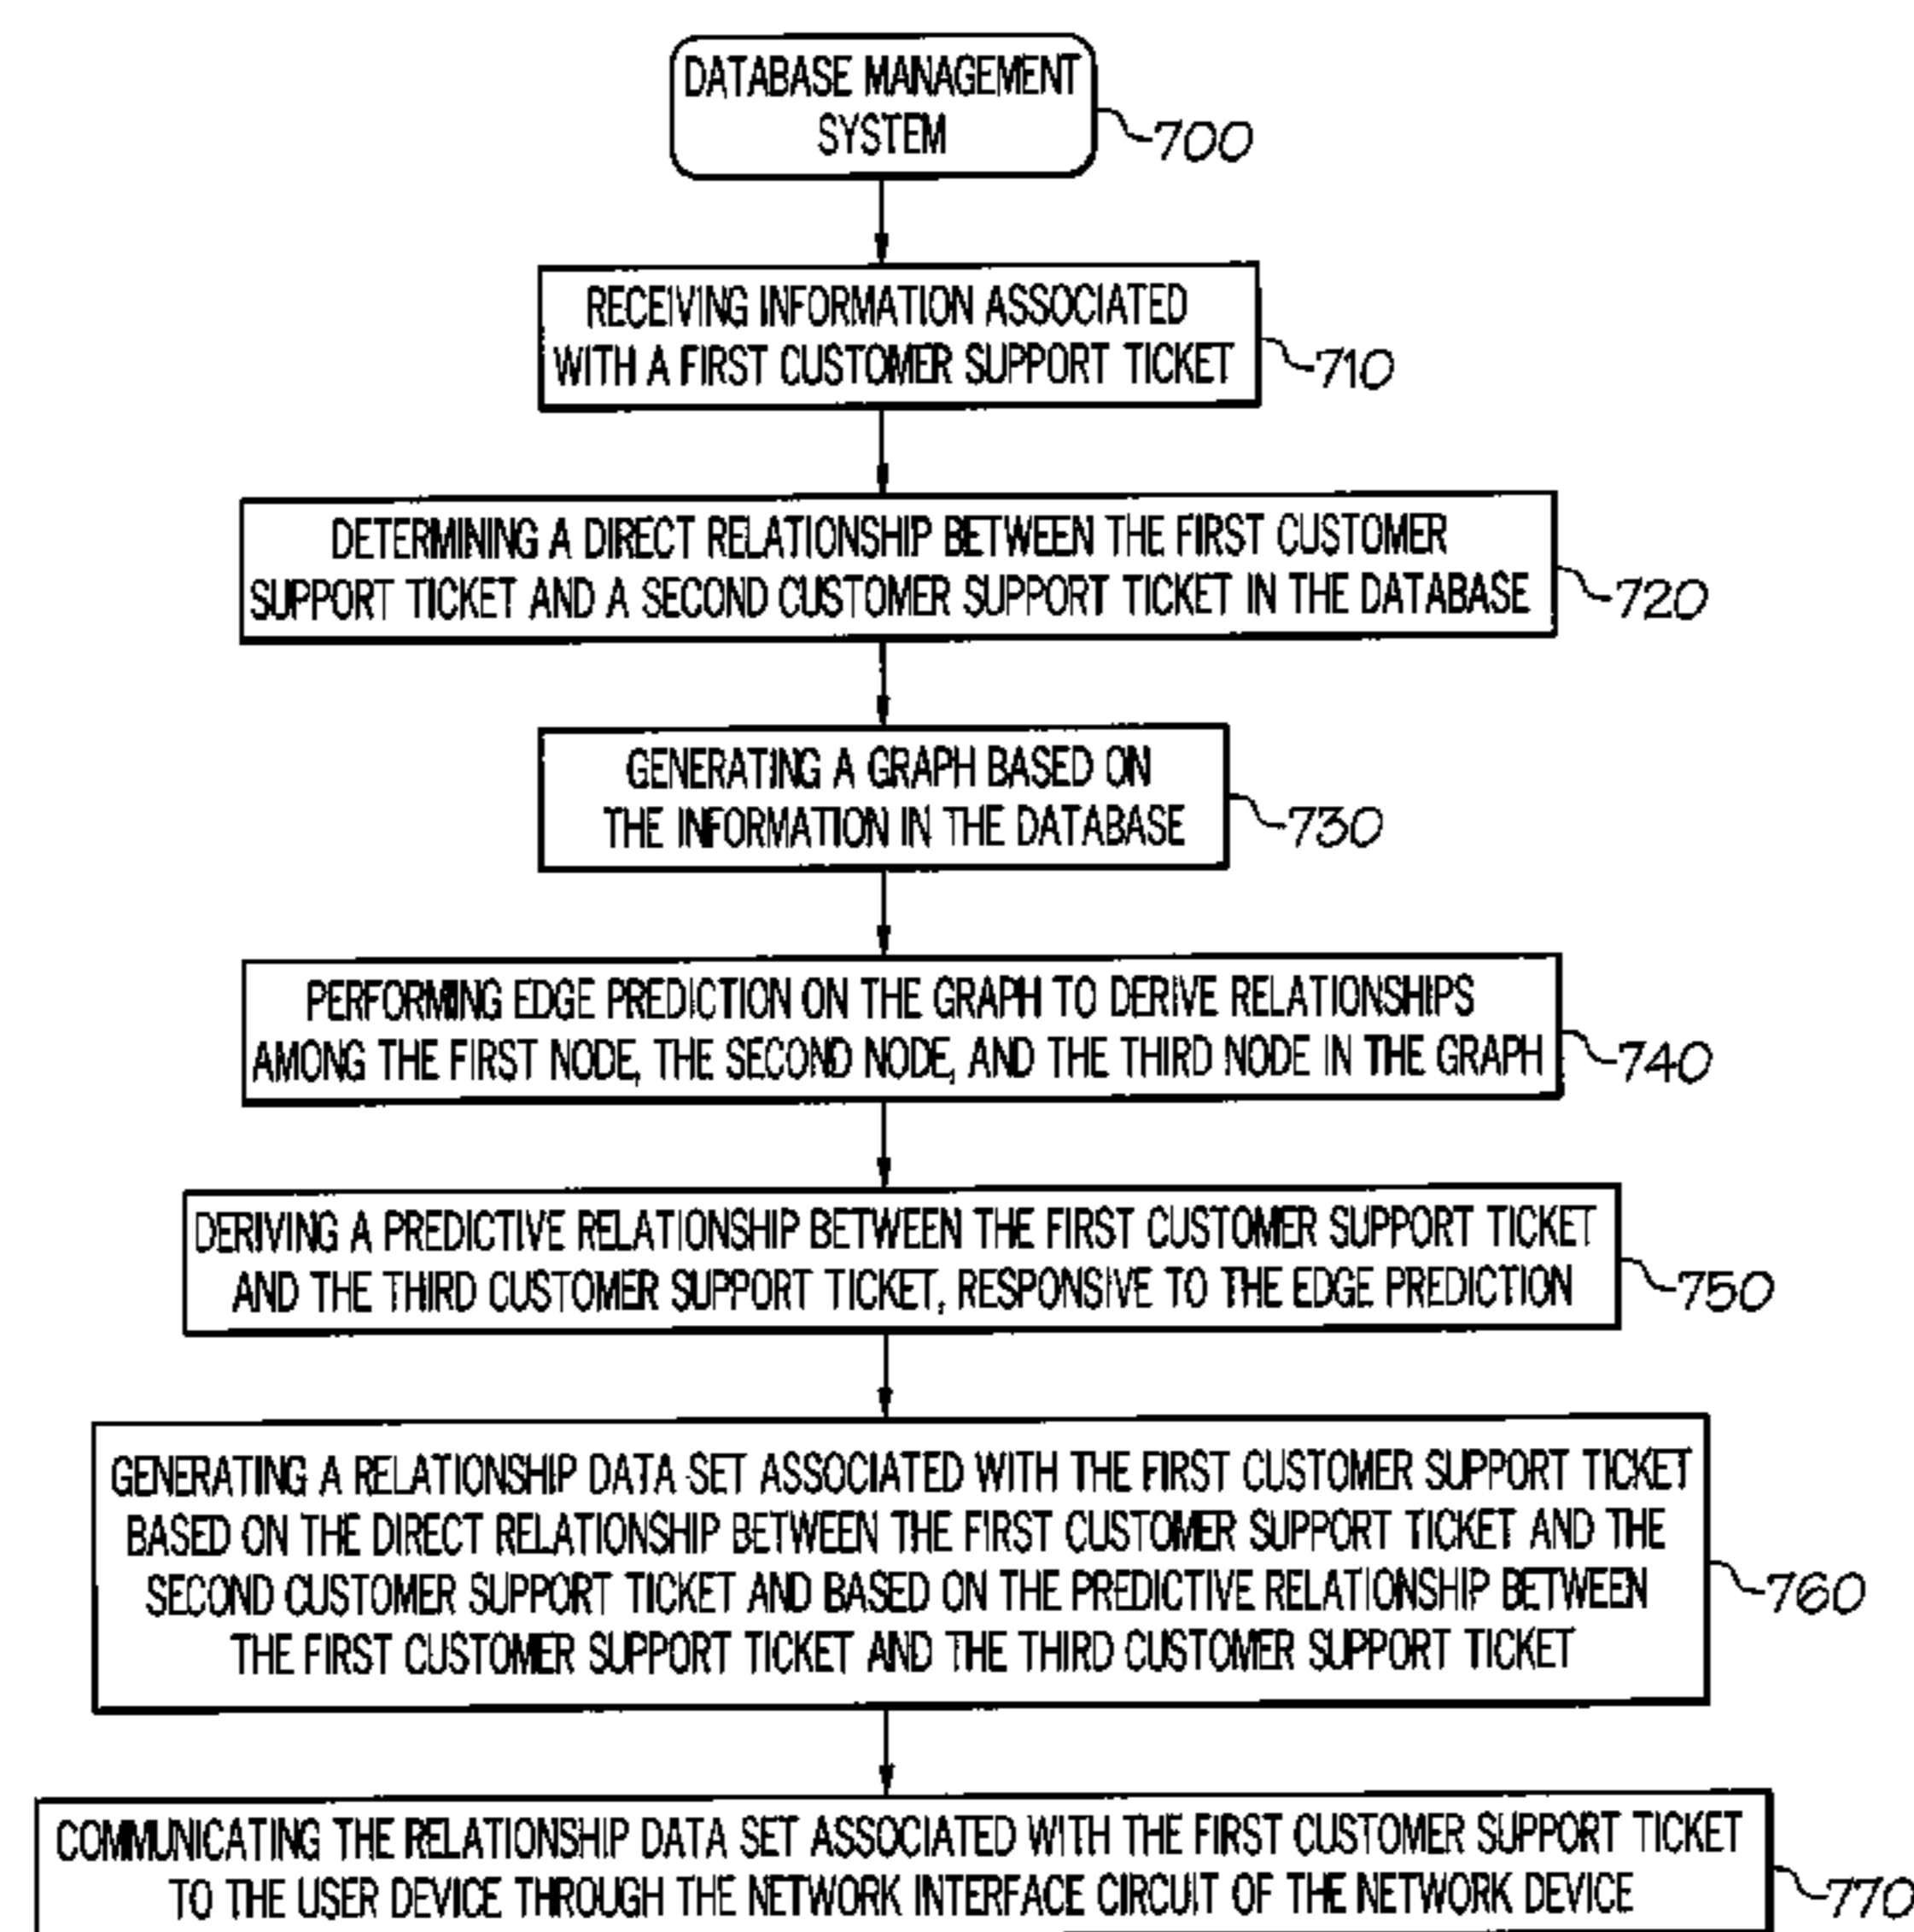 DATABASE MANAGEMENT
SYSTEM
700
RECEIVING INFORMATION ASSOCIATED
WITH A FIRST CUSTOMER SUPPORT TICKET
710
DETERMINING A DIRECT RELATIONSHIP BETWEEN THE FIRST CUSTOMER
SUPPORT TICKET AND A SECOND CUSTOMER SUPPORT TICKET IN THE DATABASE
720
GENERATING A GRAPH BASED ON
THE INFORMATION IN THE DATABASE
730
PERFORMING EDGE PREDICTION ON THE GRAPH TO DERIVE RELATIONSHIPS
AMONG THE FIRST NODE, THE SECOND NODE, AND THE THIRD NODE IN THE GRAPH
740
DERIVING A PREDICTIVE RELATIONSHIP BETWEEN THE FIRST CUSTOMER SUPPORT TICKET
AND THE THIRD CUSTOMER SUPPORT TICKET, RESPONSIVE TO THE EDGE PREDICTION
750
GENERATING A RELATIONSHIP DATA SET ASSOCIATED WITH THE FIRST CUSTOMER SUPPORT TICKET
BASED ON THE DIRECT RELATIONSHIP BETWEEN THE FIRST CUSTOMER SUPPORT TICKET AND THE
SECOND CUSTOMER SUPPORT TICKET AND BASED ON THE PREDICTIVE RELATIONSHIP BETWEEN
THE FIRST CUSTOMER SUPPORT TICKET AND THE THIRD CUSTOMER SUPPORT TICKET
760
COMMUNICATING THE RELATIONSHIP DATA SET ASSOCIATED WITH THE FIRST CUSTOMER SUPPORT TICKET
TO THE USER DEVICE THROUGH THE NETWORK INTERFACE CIRCUIT OF THE NETWORK DEVICE
770